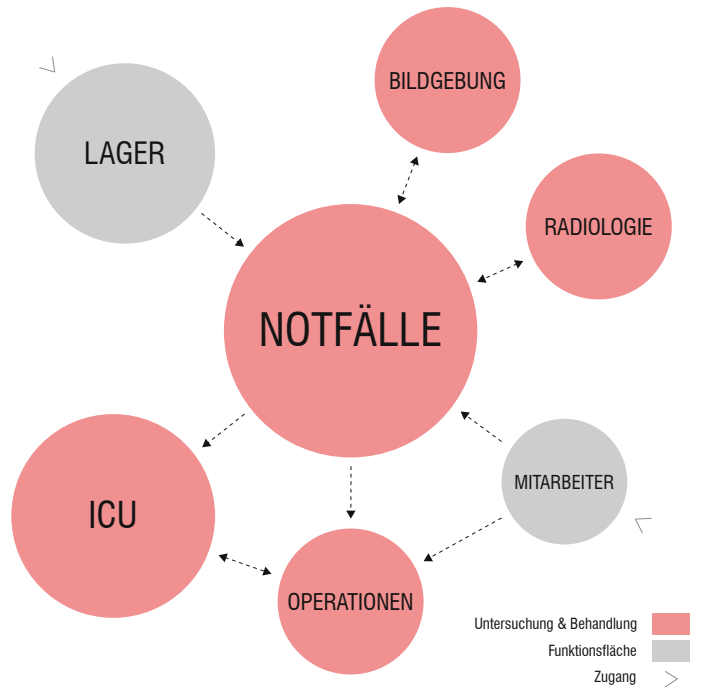 BILDGEBUNG
LAGER
RADIOLOGIE
NOTFÄLLE
MITARBEITER
ICU
OPERATIONEN
Untersuchung & Behandlung
Funktionsfläche
Zugang